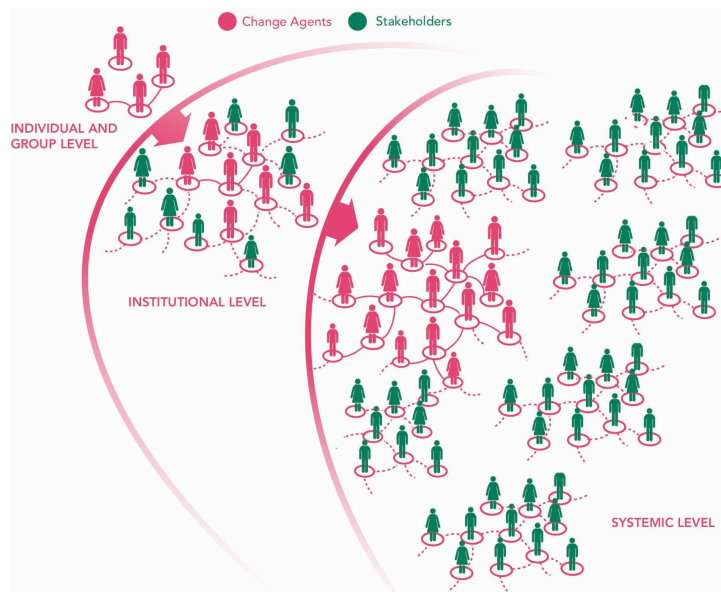 Change Agents
Stakeholders
INDIVIDUAL AND
GROUP LEVEL
INSTITUTIONAL LEVEL
SYSTEMIC LEVEL